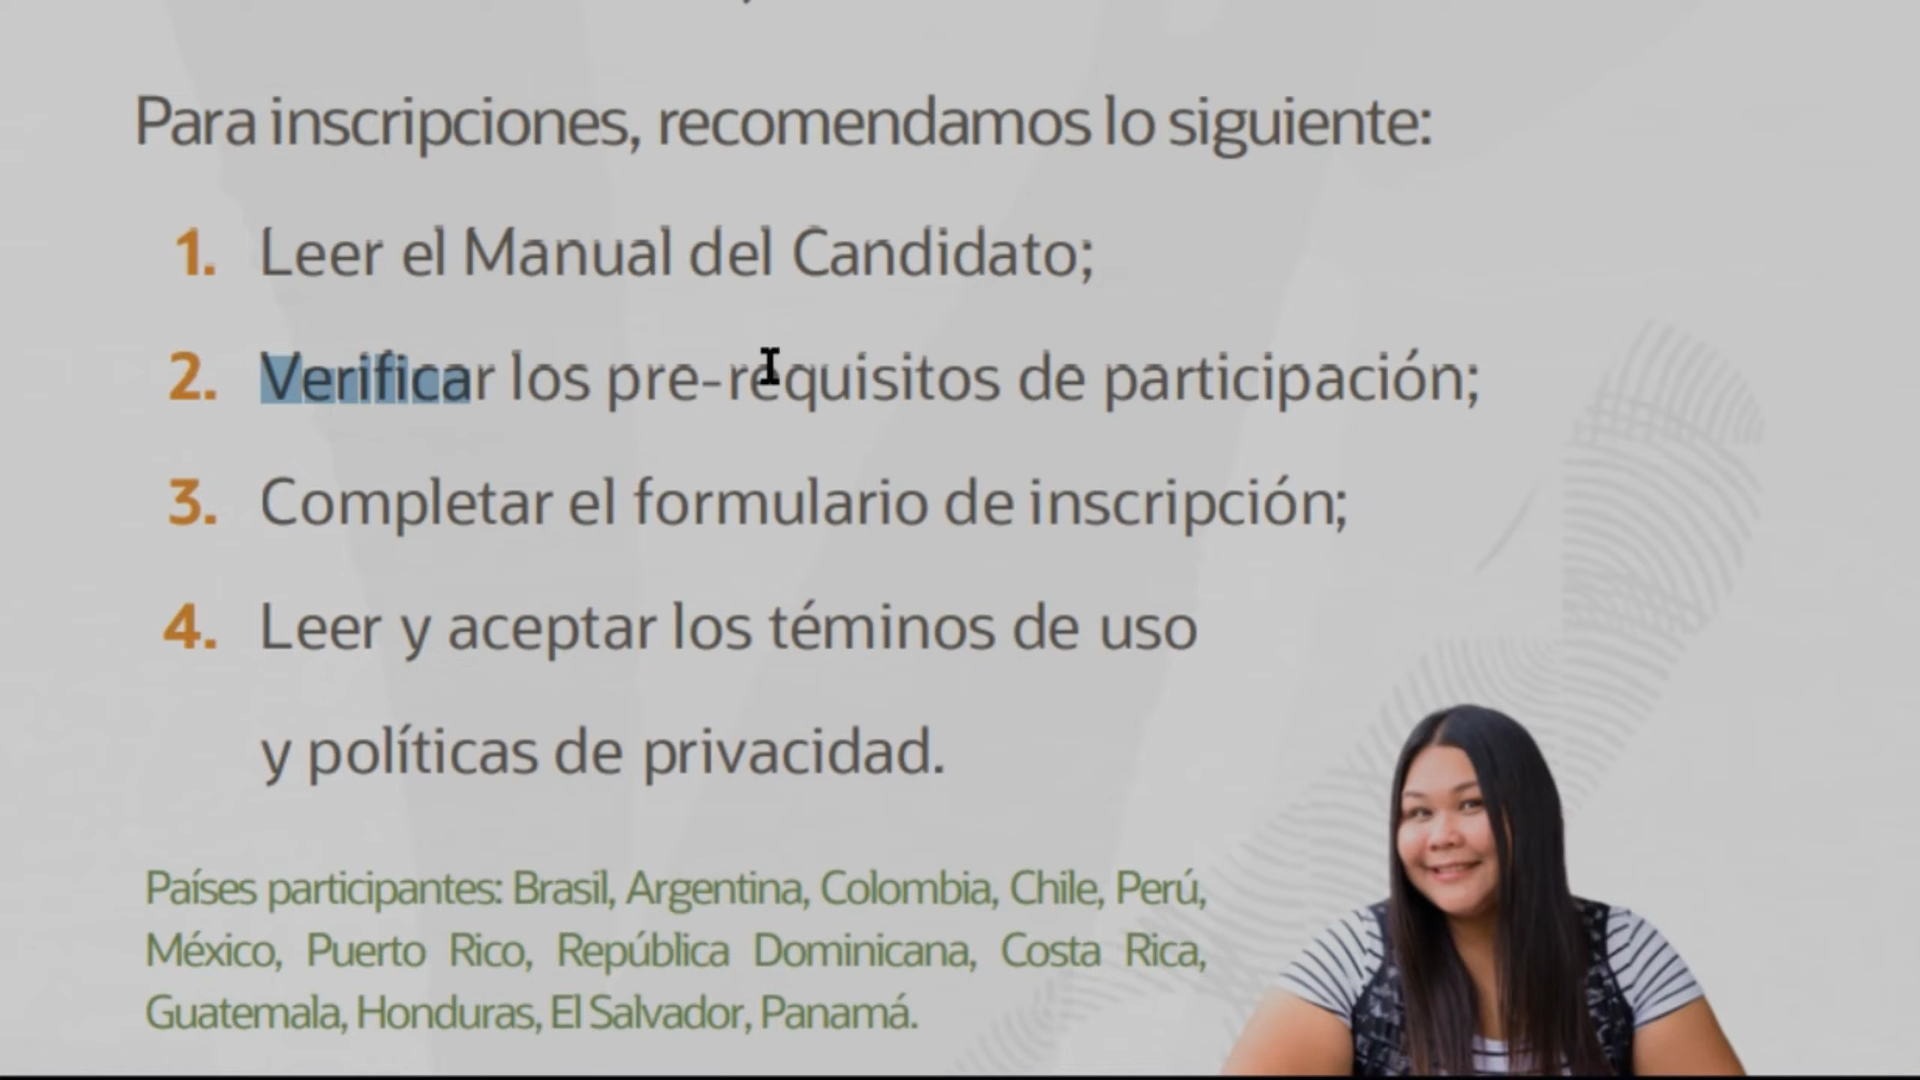 Para inscripciones, recomendamos lo siguiente:
1. Leer el Manual del Candidato;
2. Verificar los pre-requisitos de participación;
3. Completar el formulario de inscripción;
4. Leer y aceptar los téminos de uso
y políticas de privacidad.
Países participantes: Brasil, Argentina, Colombia, Chile, Perú,
México, Puerto Rico, República Dominicana, Costa Rica,
Guatemala, Honduras, El Salvador, Panamá.